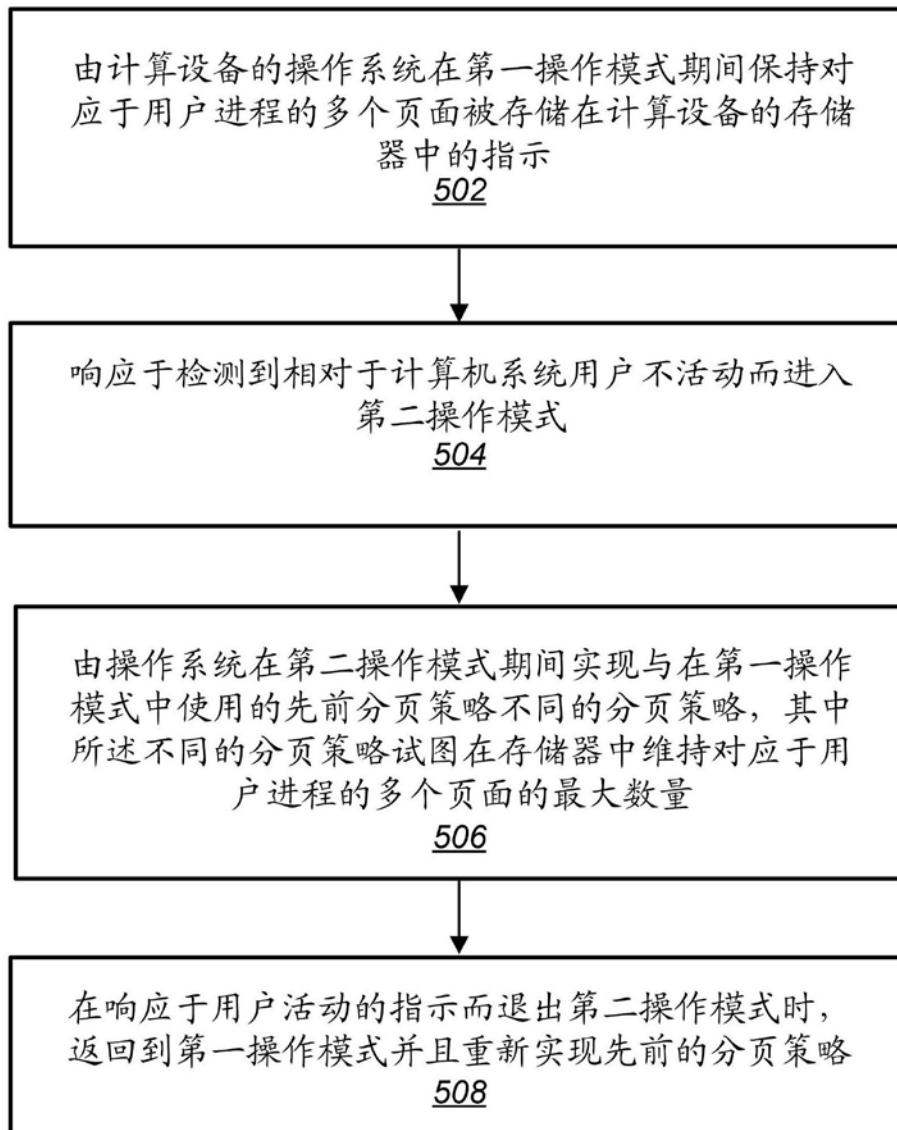 由计算设备的操作系统在第一操作模式期间保持对
应于用户进程的多个页面被存储在计算设备的存储
器中的指示
502
响应于检测到相对于计算机系统用户不活动而进入
第二操作模式
504
由操作系统在第二操作模式期间实现与在第一操作
模式中使用的先前分页策略不同的分页策略，其中
所述不同的分页策略试图在存储器中维持对应于用
户进程的多个页面的最大数量
506
在响应于用户活动的指示而退出第二操作模式时，
返回到第一操作模式并且重新实现先前的分页策略
508